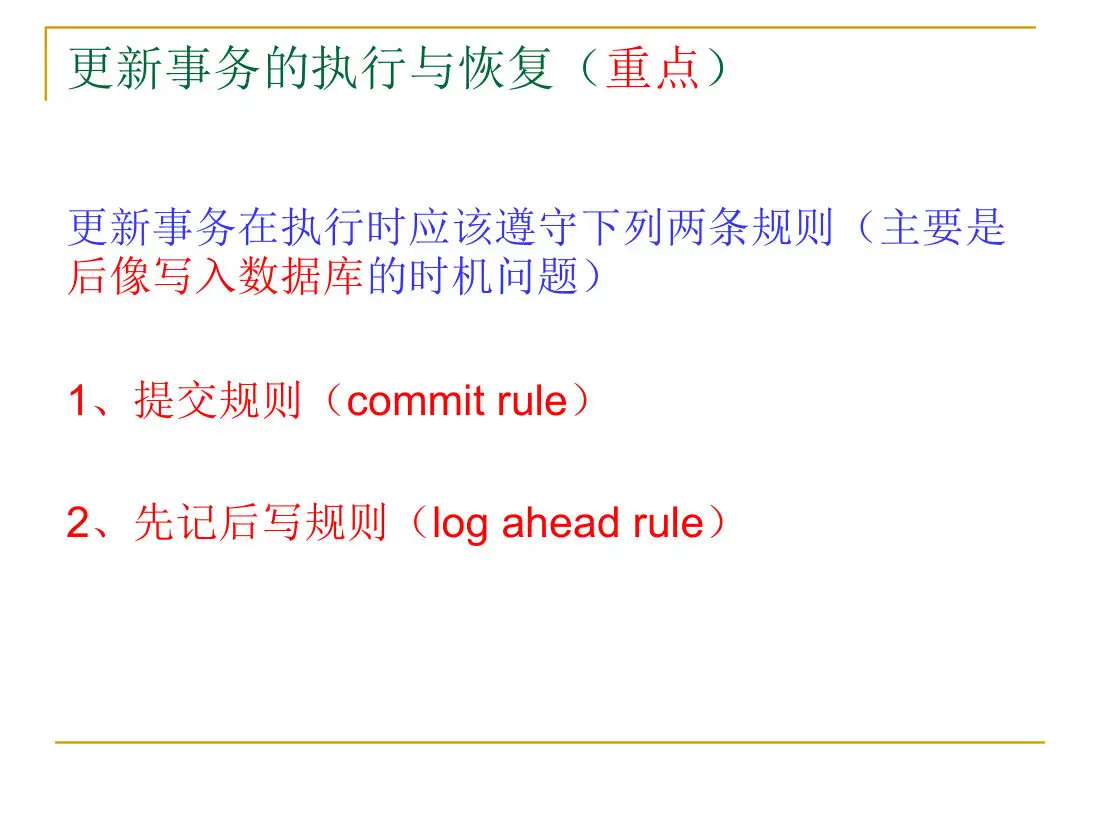 更新事务的执行与恢复（重点）
更新事务在执行时应该遵守下列两条规则（主要是
后像写入数据库的时机问题）
1、提交规则（commit rule）
2、先记后写规则（log ahead rule）